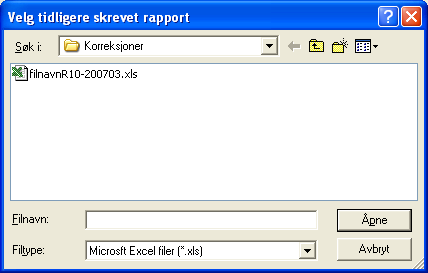 Velg tidligere skrevet rapport
Søk i: Korreksjoner
filnavnR10-200703.xls
Filnavn: Åpne
Filtype: Microsft Excel filer (*.xls) Avbryt